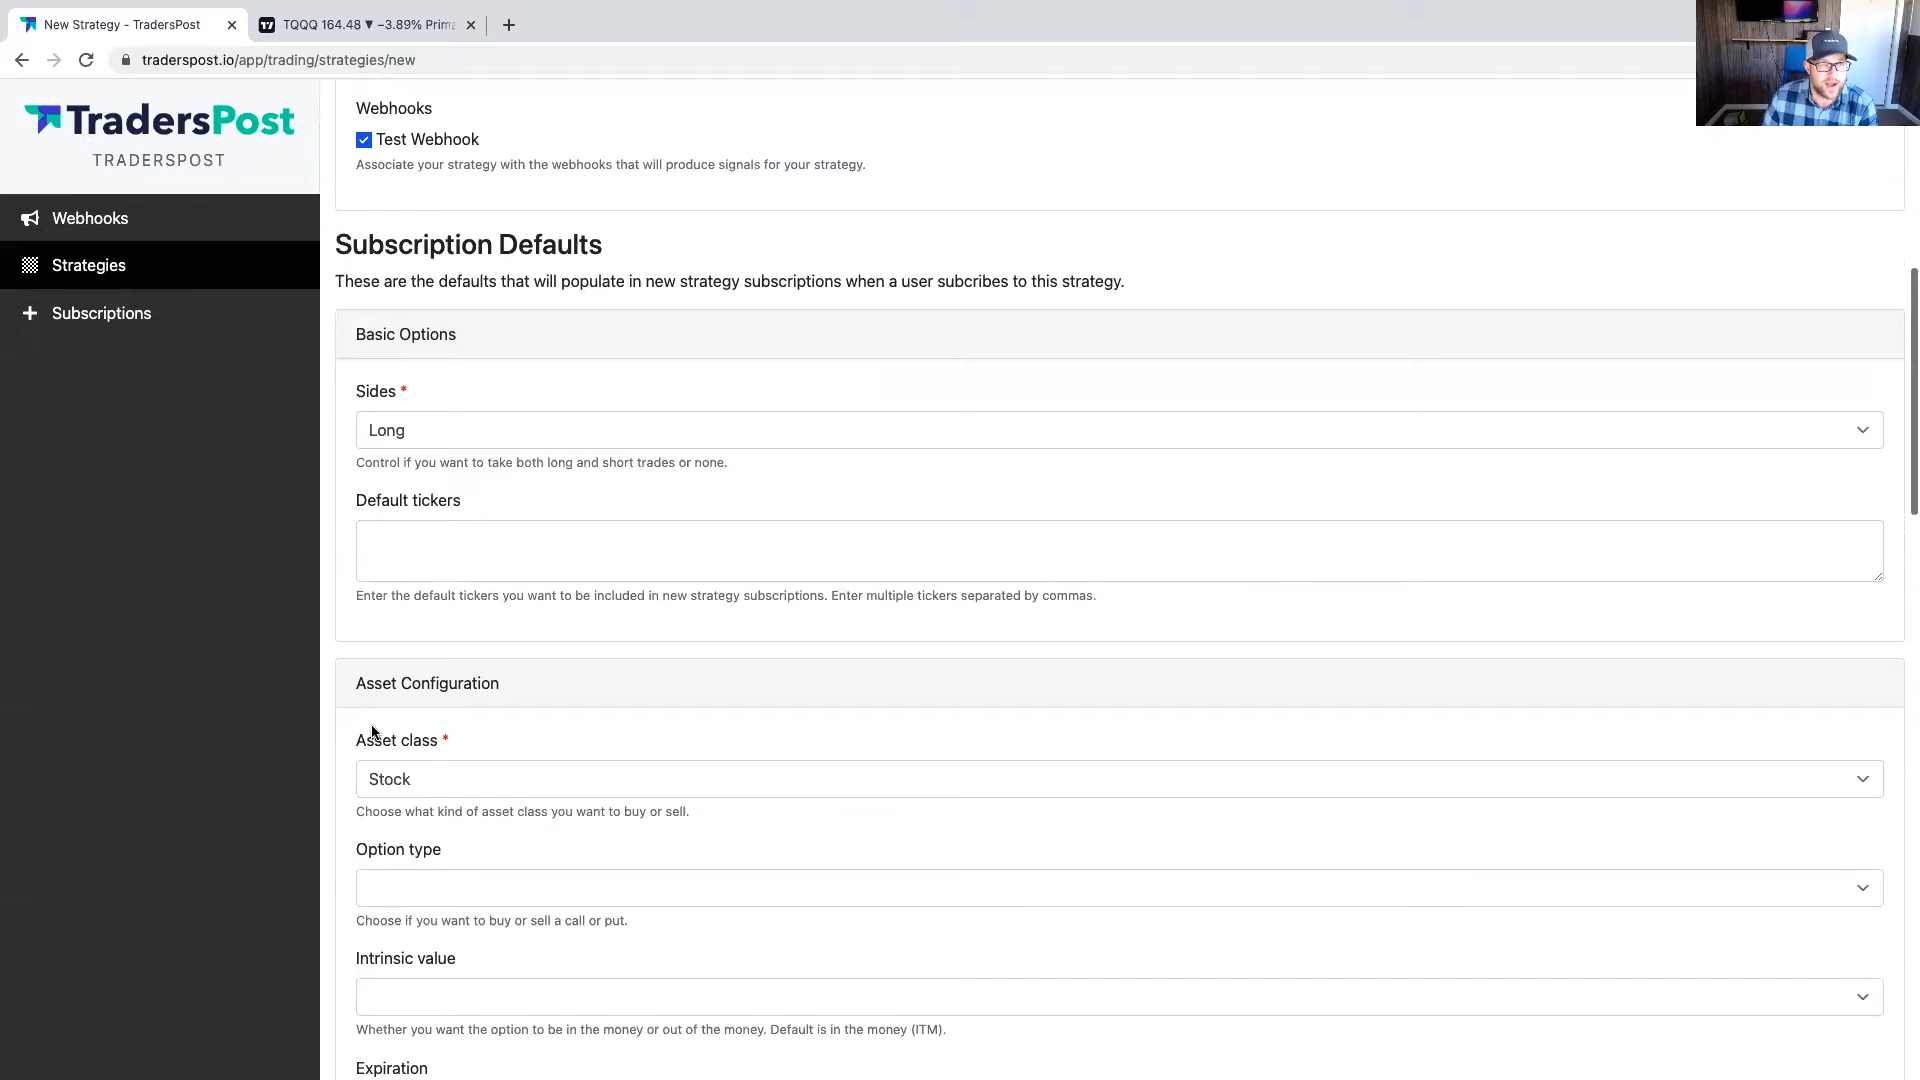 New Strategy - TradersPost
TQQQ 164.48 ▼ −3.89% Prim
traderspost.io/app/trading/strategies/new
TradersPost
TRADERSPOST
Webhooks
Strategies
Subscriptions
Webhooks
Test Webhook
Associate your strategy with the webhooks that will produce signals for your strategy.
Subscription Defaults
These are the defaults that will populate in new strategy subscriptions when a user subcribes to this strategy.
Basic Options
Sides *
Long
Control if you want to take both long and short trades or none.
Default tickers
Enter the default tickers you want to be included in new strategy subscriptions. Enter multiple tickers separated by commas.
Asset Configuration
Asset class *
Stock
Choose what kind of asset class you want to buy or sell.
Option type
Choose if you want to buy or sell a call or put.
Intrinsic value
Whether you want the option to be in the money or out of the money. Default is in the money (ITM).
Expiration